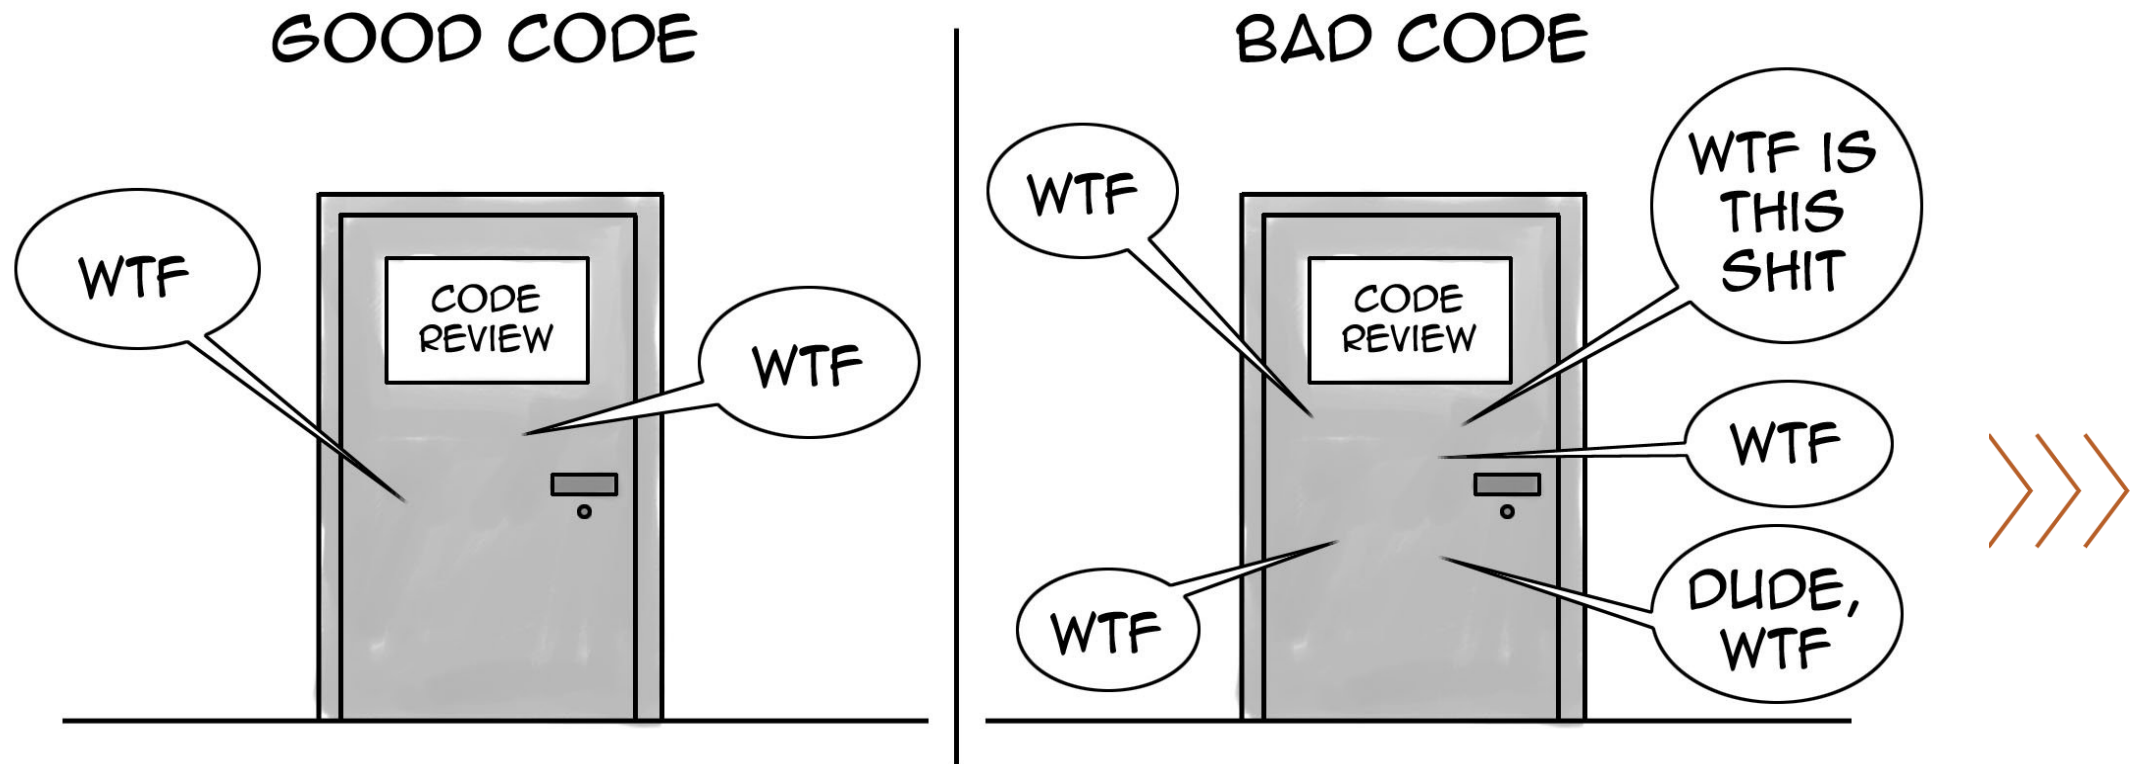 GOOD CODE
WTF
CODE
REVIEW
WTF
BAD CODE
WTF
WTF IS
THIS
SHIT
CODE
REVIEW
WTF
WTF
DUDE,
WTF